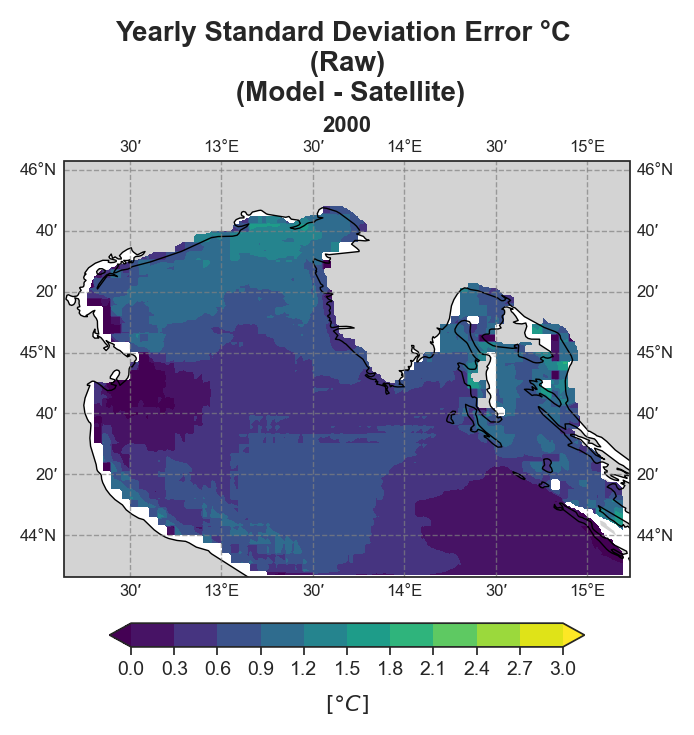 Yearly Standard Deviation Error °C
(Raw)
(Model - Satellite)
2000
30′ 13°E 30′ 14°E 30′ 15°E
46°N 46°N
40′ 40′
20′ 20′
45°N 45°N
40′ 40′
20′ 20′
44°N 44°N
30′ 13°E 30′ 14°E 30′ 15°E
0.0 0.3 0.6 0.9 1.2 1.5 1.8 2.1 2.4 2.7 3.0
[°C]